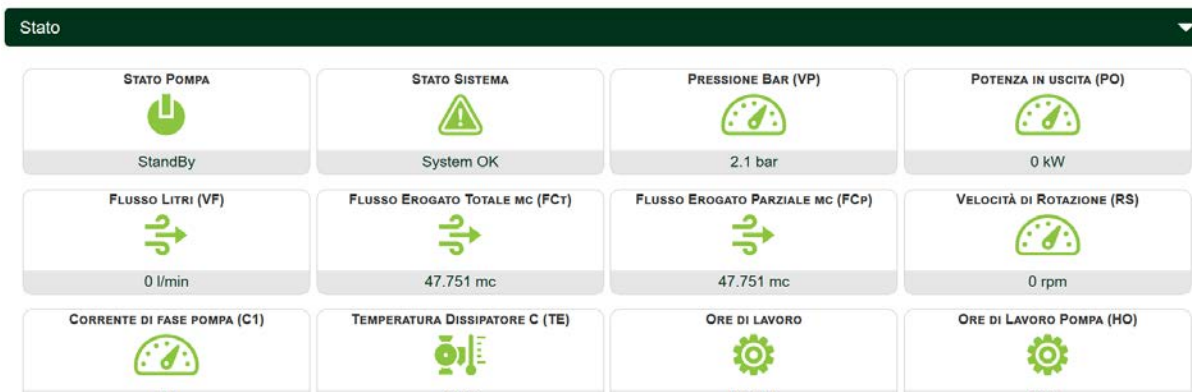 Stato
STATO POMPA
STATO SISTEMA
PRESSIONE BAR (VP)
POTENZA IN USCITA (PO)
StandBy
System OK
2.1 bar
0 kW
FLUSSO LITRI (VF)
FLUSSO EROGATO TOTALE MC (FCT)
FLUSSO EROGATO PARZIALE MC (FCP)
VELOCITÀ DI ROTAZIONE (RS)
0 l/min
47.751 mc
47.751 mc
0 rpm
CORRENTE DI FASE POMPA (C1)
TEMPERATURA DISSIPATORE C (TE)
ORE DI LAVORO
ORE DI LAVORO POMPA (HO)